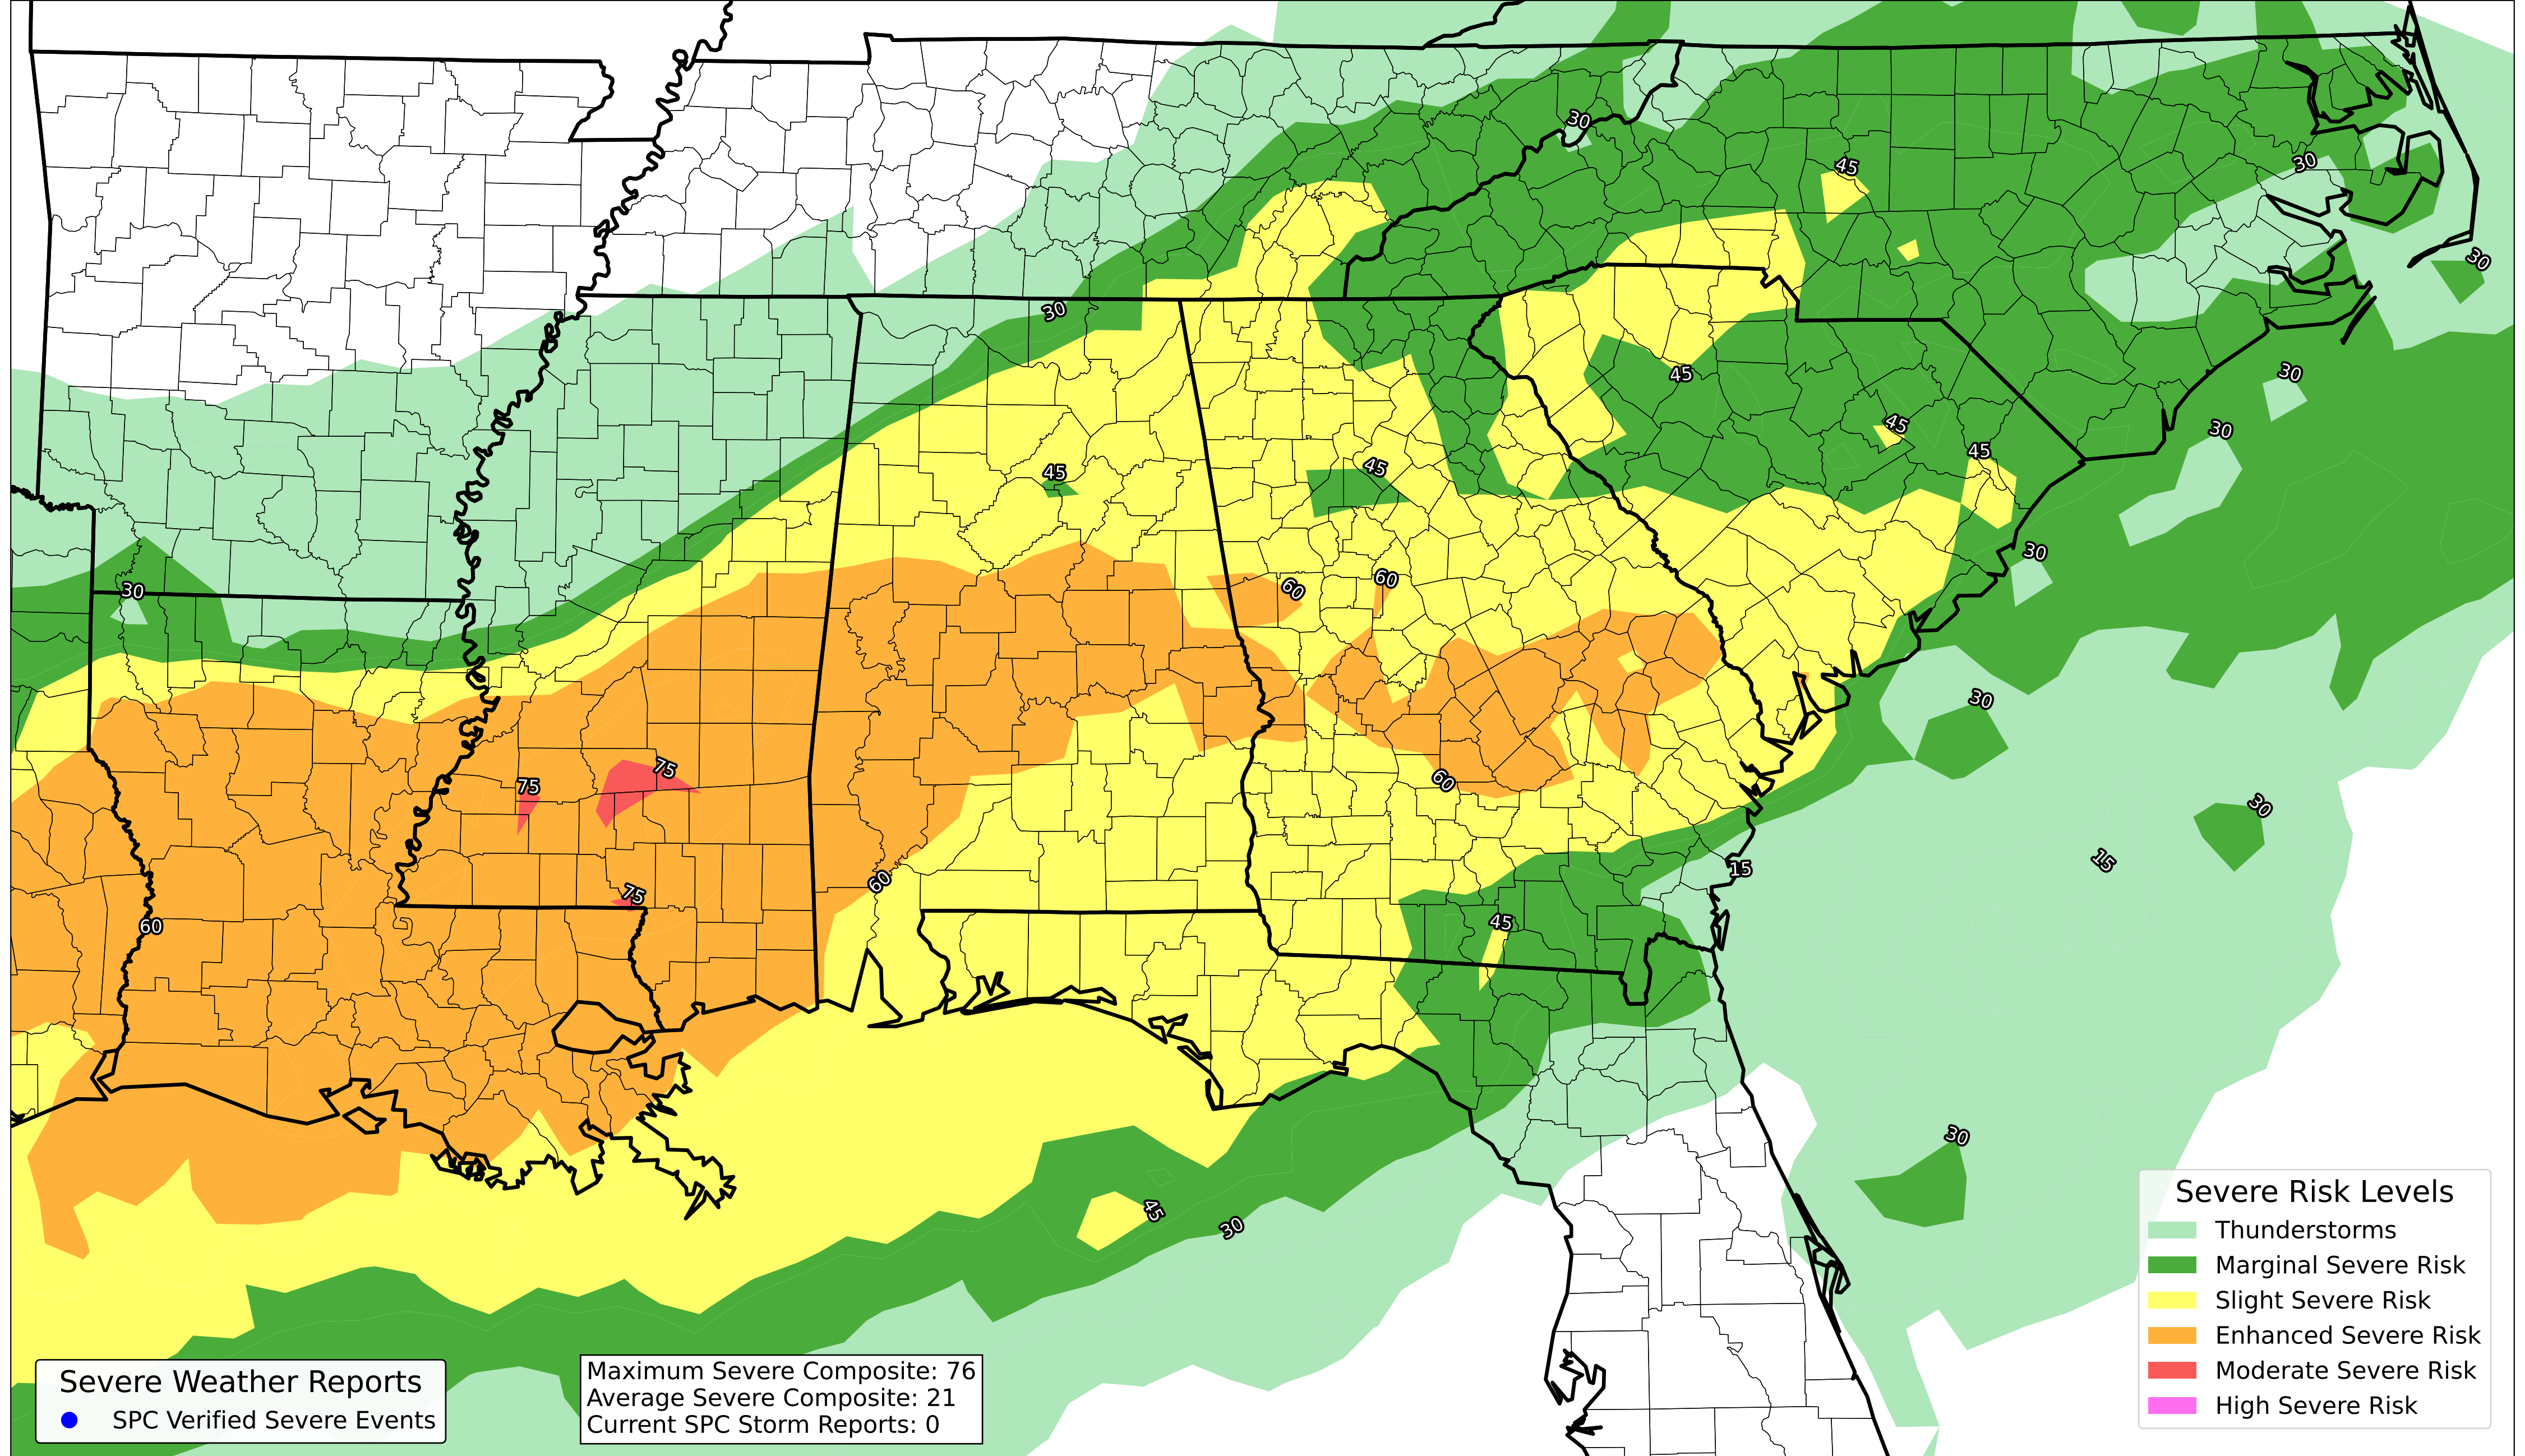 30
45
30
30
30
45
30
30
45
45
45
45
30
60
60
30
30
75
75
60
30
15
15
60
75
45
60
30
45
30
Severe Risk Levels
Thunderstorms
Marginal Severe Risk
Slight Severe Risk
Enhanced Severe Risk
Moderate Severe Risk
High Severe Risk
Severe Weather Reports
SPC Verified Severe Events
Maximum Severe Composite: 76
Average Severe Composite: 21
Current SPC Storm Reports: 0